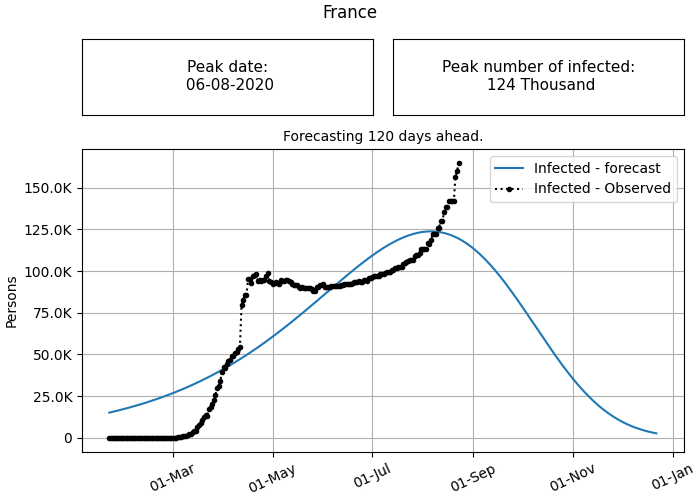 France
Peak date:
06-08-2020
Peak number of infected:
124 Thousand
Forecasting 120 days ahead.
Infected - forecast
Infected - Observed
Persons
150.0K
125.0K
100.0K
75.0K
50.0K
25.0K
0
01-Mar
01-May
01-Jul
01-Sep
01-Nov
01-Jan